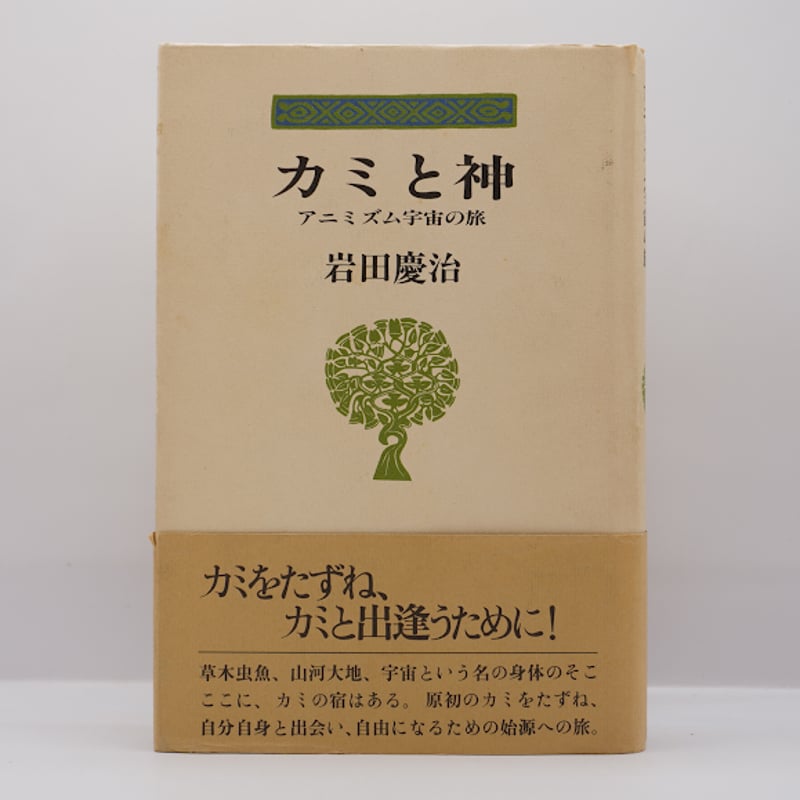 カミと神
アニミズム宇宙の旅
岩田慶治
カミをたずね、
カミと出逢うために!
草木虫魚、山河大地、宇宙という名の身体のそこ
ここに、カミの宿はある。原初のカミをたずね、
自分自身と出会い、自由になるための始源への旅。